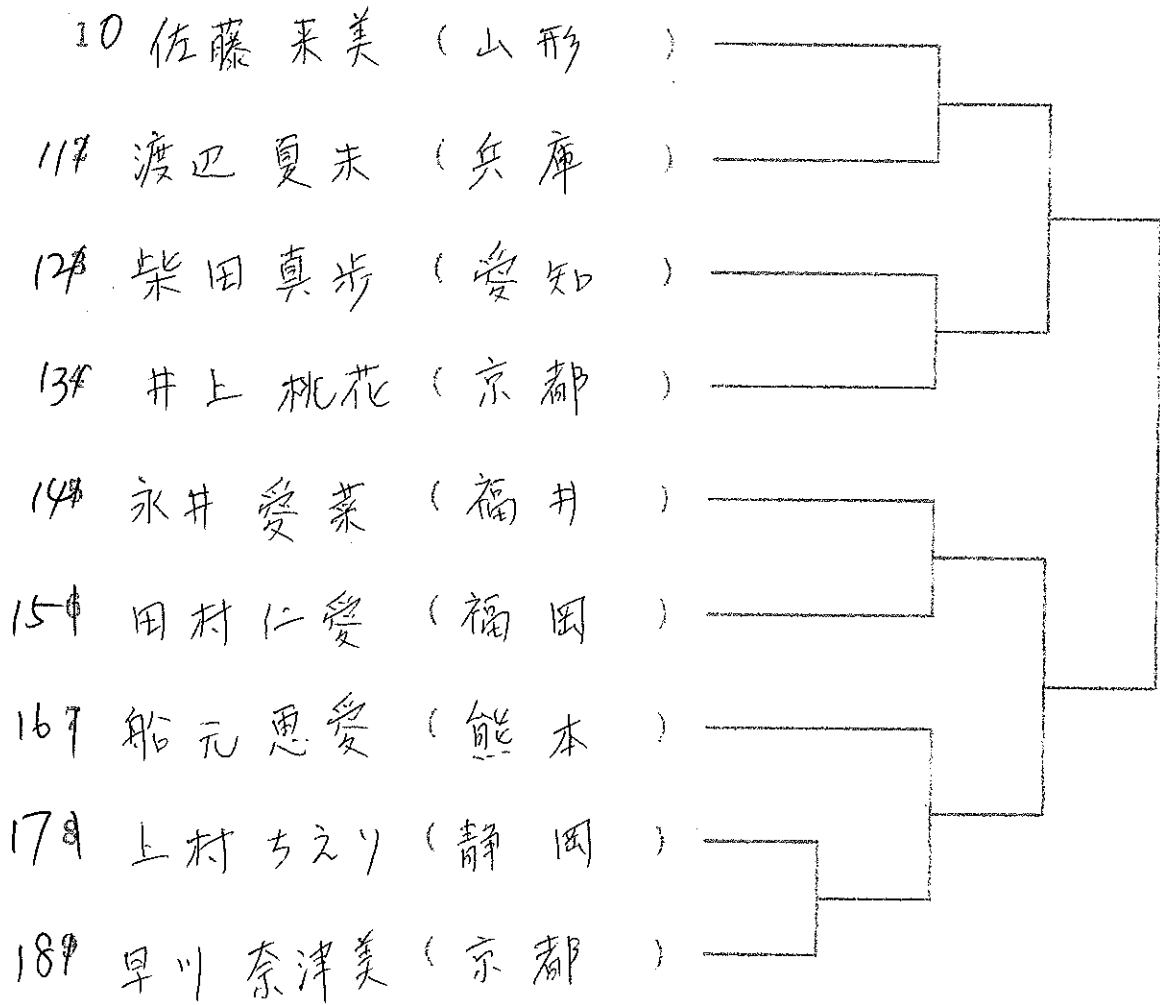 10 佐藤 来美 (山形)
11 渡辺 夏未 (兵庫)
12 柴田 真歩 (愛知)
13 井上 桃花 (京都)
14 永井 愛菜 (福井)
15 田村 仁愛 (福岡)
16 船元 恵愛 (熊本)
17 上村 ちえり (静岡)
18 早川 奈津美 (京都)